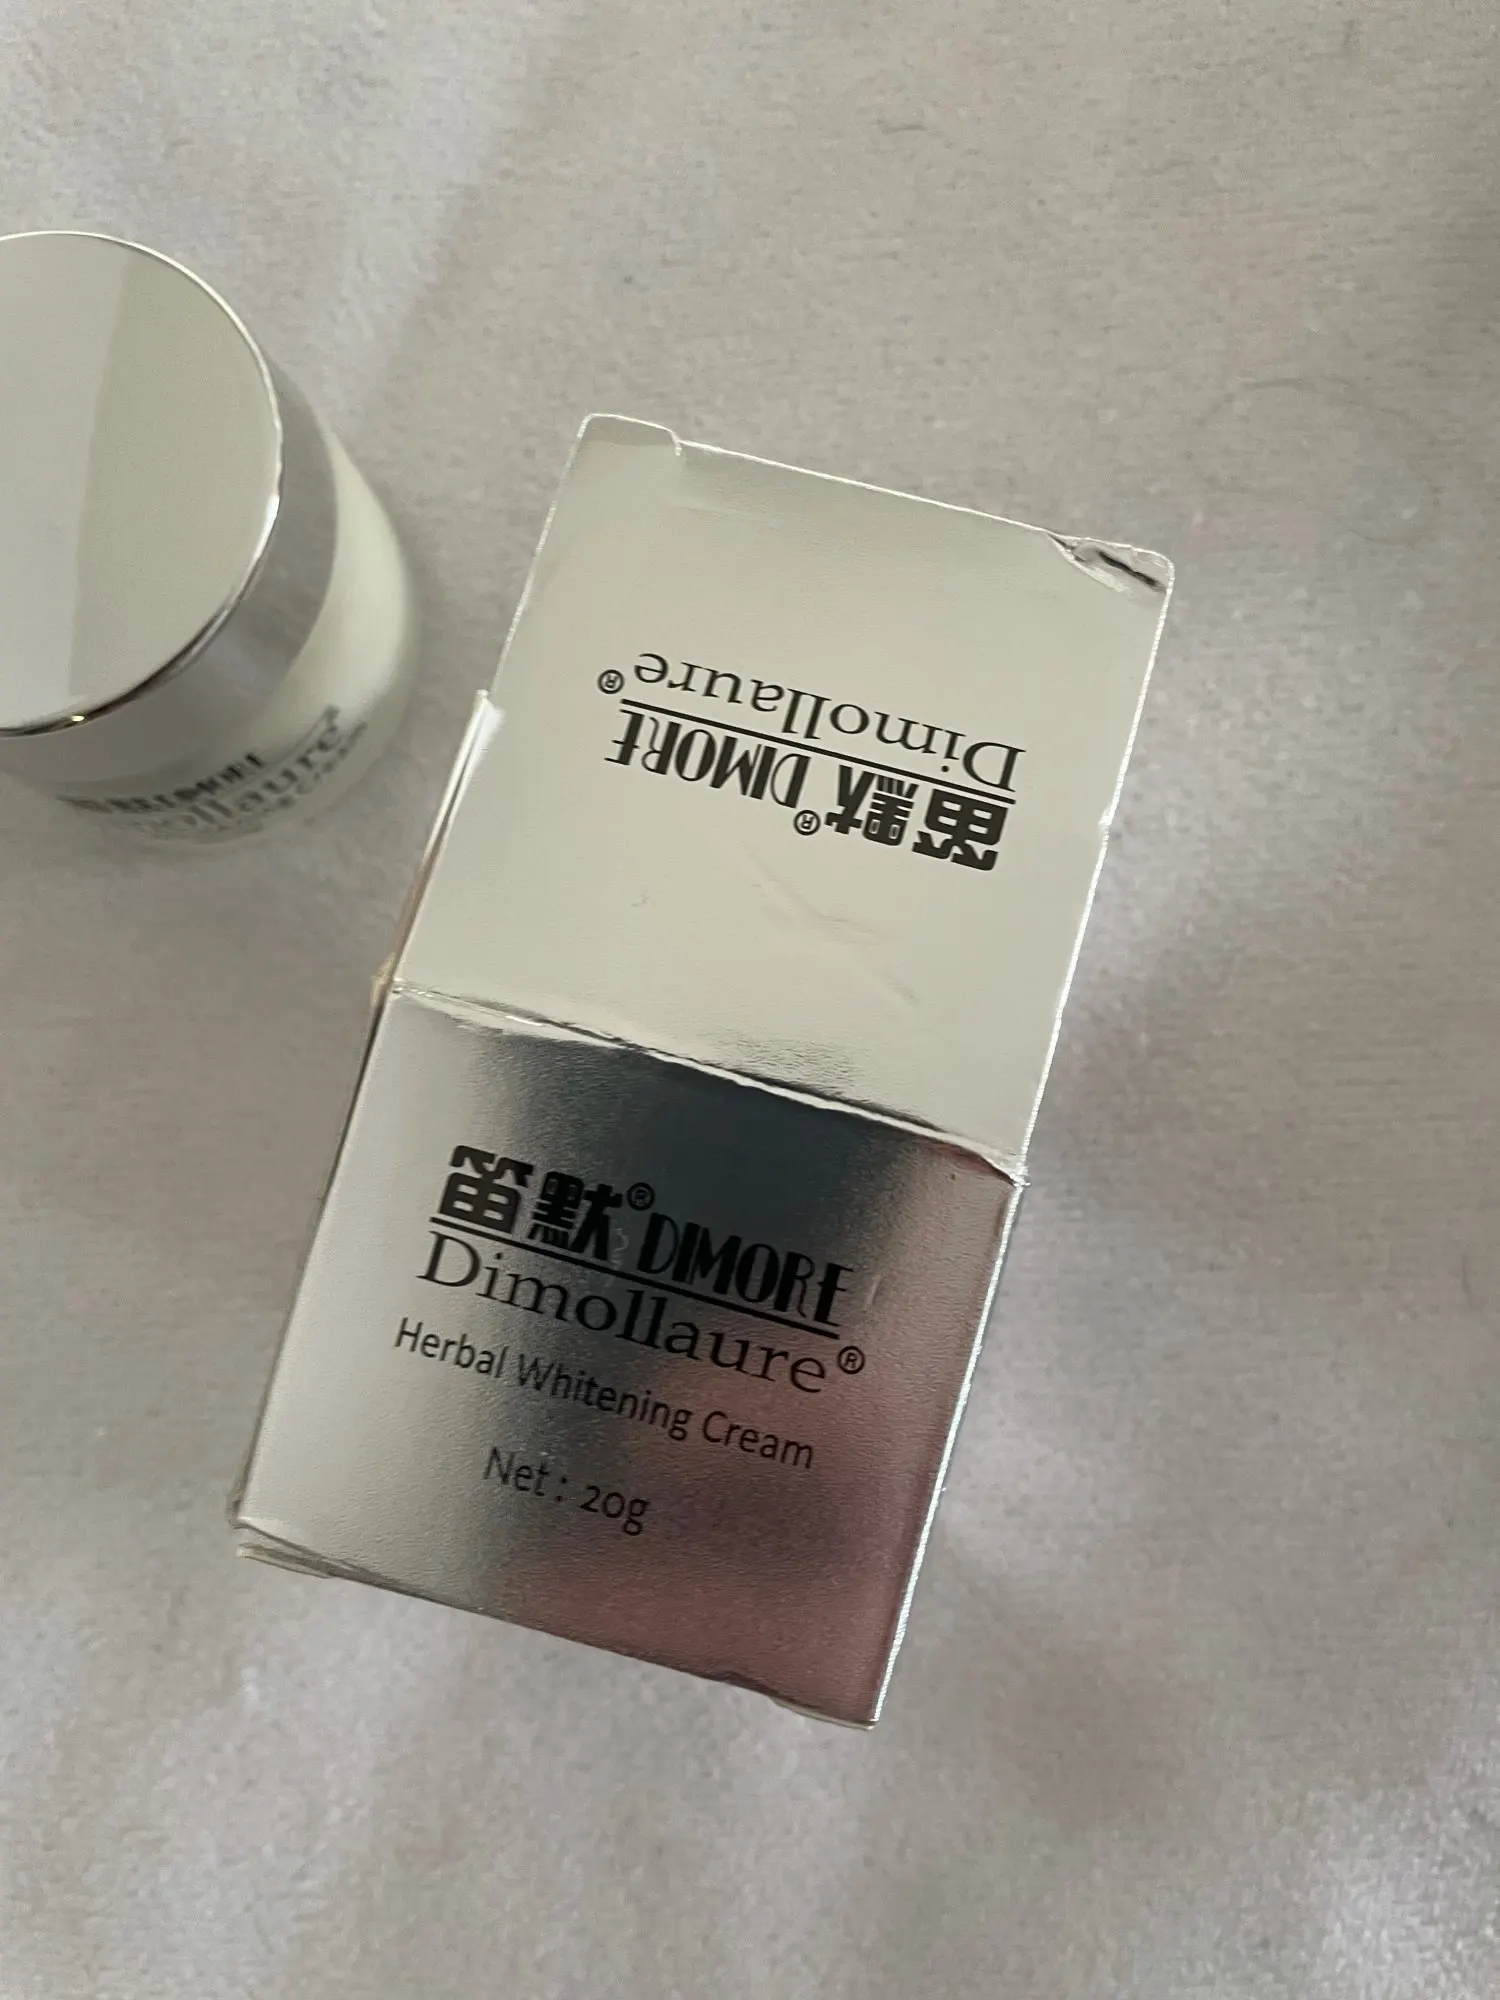 Dimollaure®
笛默® DIMORE
笛默® DIMORE
Dimollaure®
Herbal Whitening Cream
Net : 20g